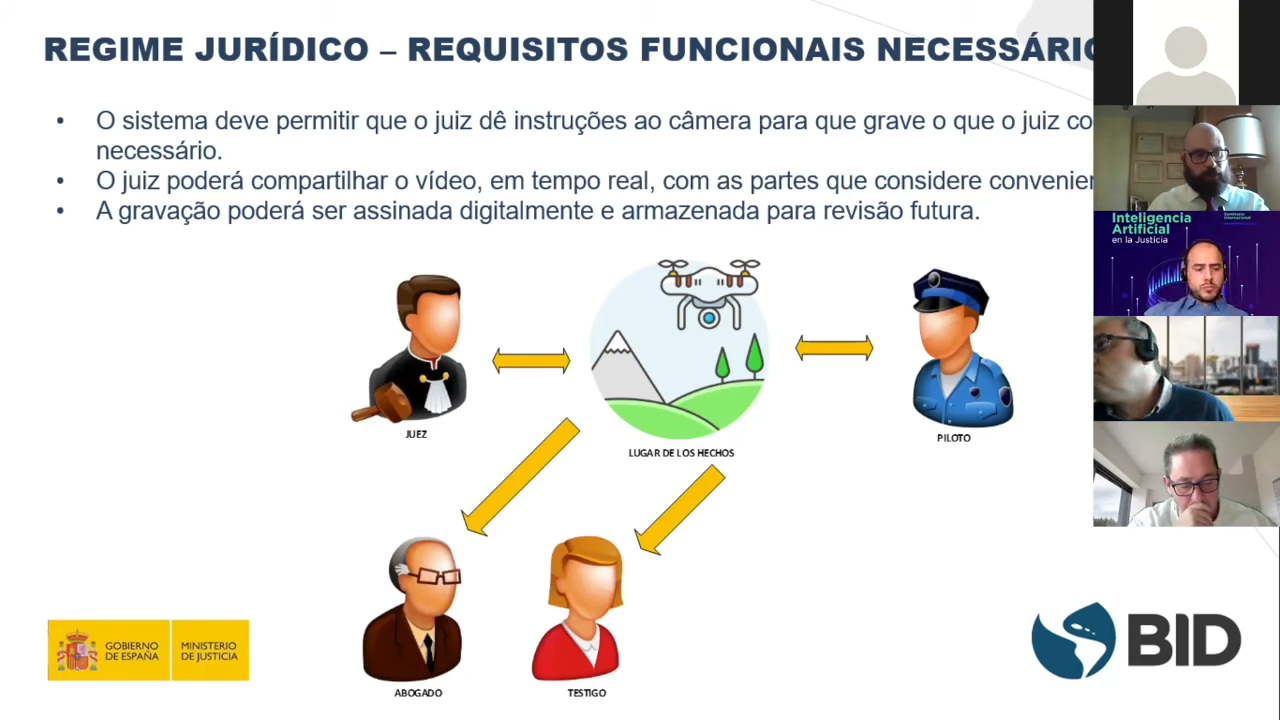 REGIME JURÍDICO – REQUISITOS FUNCIONAIS
• O sistema deve permitir que o juiz dê instruções ao câmera para que grave o que o juiz
necessário.
• O juiz poderá compartilhar o vídeo, em tempo real, com as partes que considere
• A gravação poderá ser assinada digitalmente e armazenada para revisão futura.
Inteligencia
Artificial
en la Justicia
Seminario
Internacional
JUEZ
LUGAR DE LOS HECHOS
PILOTO
ABOGADO
TESTIGO
GOBIERNO
DE ESPAÑA
MINISTERIO
DE JUSTICIA
BID